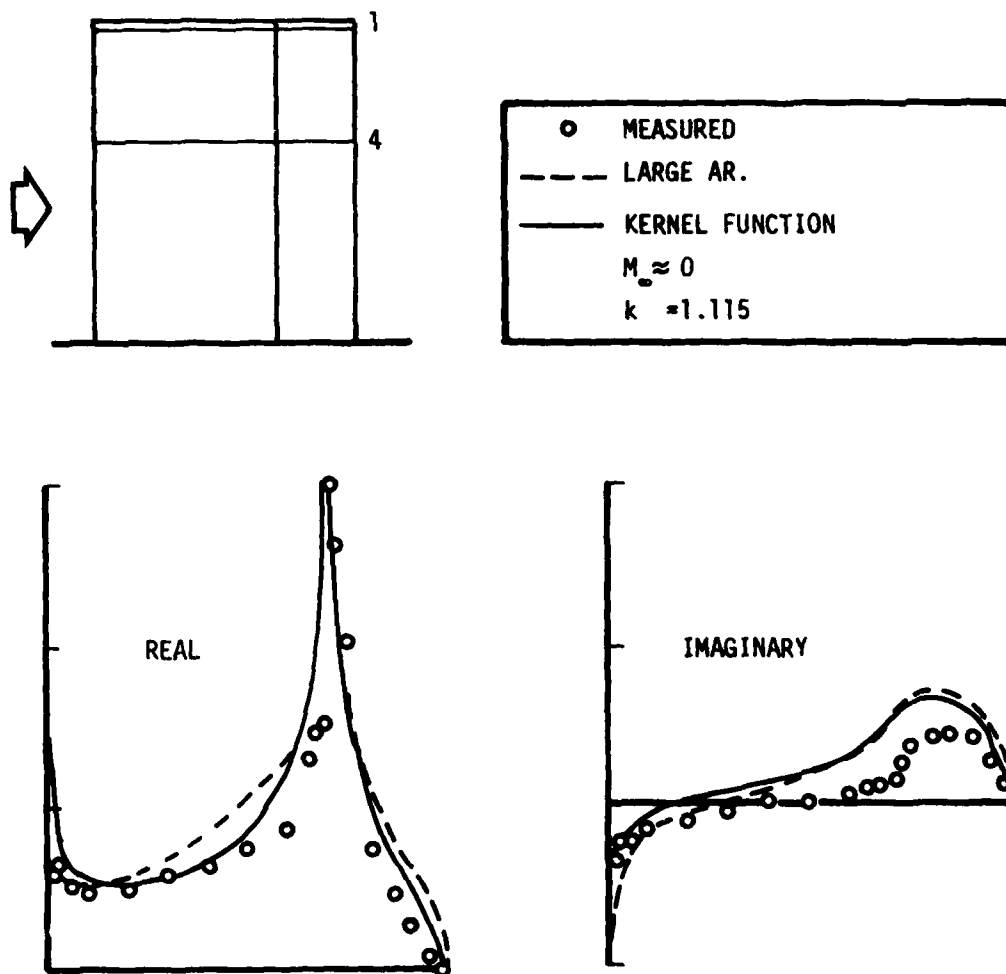 1
4
MEASURED
LARGE AR.
KERNEL FUNCTION
M∞ ≈ 0
k = 1.115
REAL
IMAGINARY